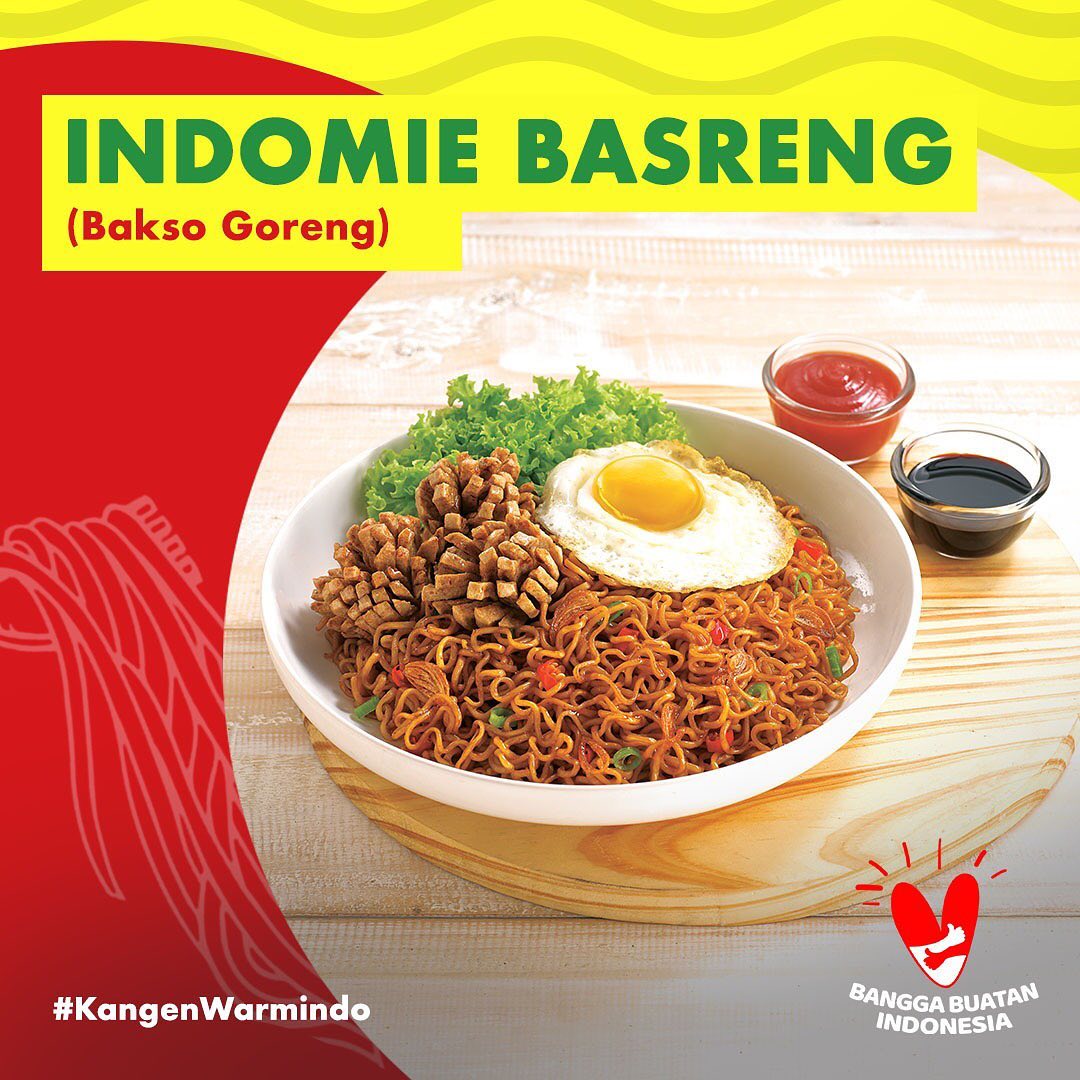 INDOMIE BASRENG
(Bakso Goreng)
#KangenWarmindo
BANGGA BUATAN
INDONESIA